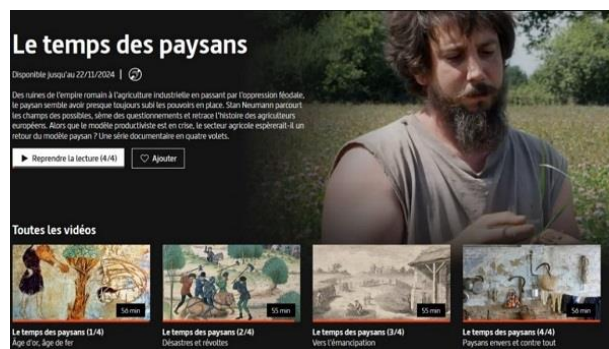 Le temps des paysans
Disponible jusqu'au 22/11/2024 |
Des ruines de l'empire romain à l'agriculture industrielle en passant par l'oppression féodale,
le paysan semble avoir presque toujours subi les pouvoirs en place. Stan Neumann parcourt
les champs des possibles, sème des questionnements et retrace l'histoire des agriculteurs
européens. Alors que le modèle productiviste est en crise, le secteur agricole espèrerait-il un
retour du modèle paysan ? Une série documentaire en quatre volets.
Reprendre la lecture (4/4) Ajouter
Toutes les vidéos
56 min 55 min 55 min 56 min
Le temps des paysans (1/4) Le temps des paysans (2/4) Le temps des paysans (3/4) Le temps des paysans (4/4)
Âge d'or, âge de fer Désastres et révoltes Vers l'émancipation Paysans envers et contre tout